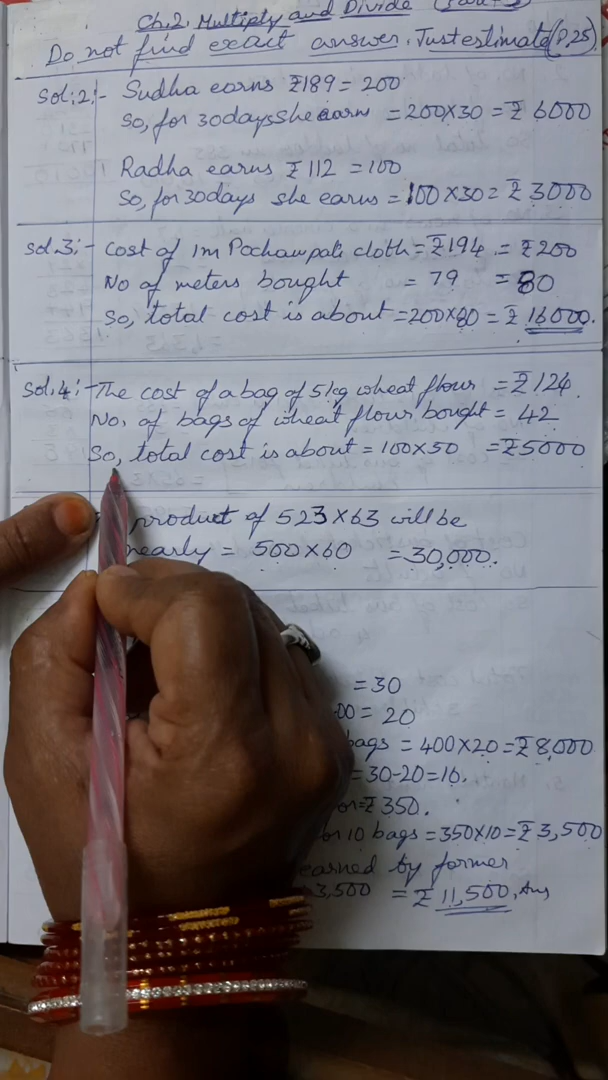 Ch.2. Multiply and Divide
Do not find exact answer. Just estimate (P.25)
Sol:2:- Sudha earns ₹189 = 200
So, for 30 days she earns = 200×30 = ₹6000
Radha earns ₹112 = 100
So, for 30 days she earns = 100×30 = ₹3000
Sol.3:- Cost of 1m Pochampali cloth = ₹194 = ₹200
No of meters bought = 79 = 80
So, total cost is about = 200×80 = ₹16000.
Sol.4:- The cost of a bag of 5kg wheat flour = ₹124
No. of bags of wheat flour bought = 42
So, total cost is about = 100×50 = ₹5000
product of 523×63 will be
nearly = 500×60 = 30,000.
= 30
= 20
bags = 400×20 = ₹8,000
= 30-20=10.
₹350.
10 bags = 350×10 = ₹3,500
earned by former
3,500 = ₹11,500. Ans